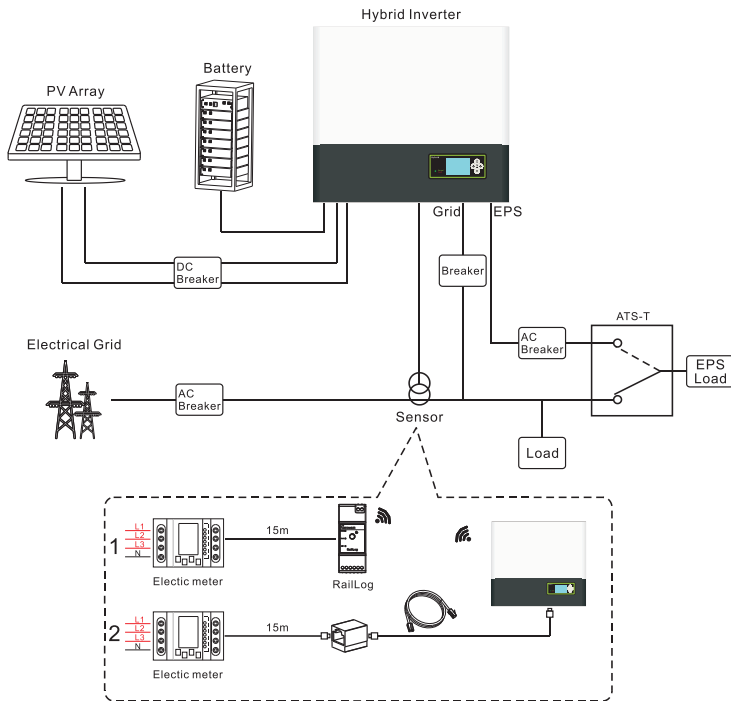 Hybrid Inverter
Battery
PV Array
Grid
EPS
DC
Breaker
Breaker
ATS-T
AC
Breaker
EPS
Load
Electrical Grid
AC
Breaker
Sensor
Load
1
L1
L2
L3
N
15m
Electic meter
RailLog
2
L1
L2
L3
N
15m
Electic meter